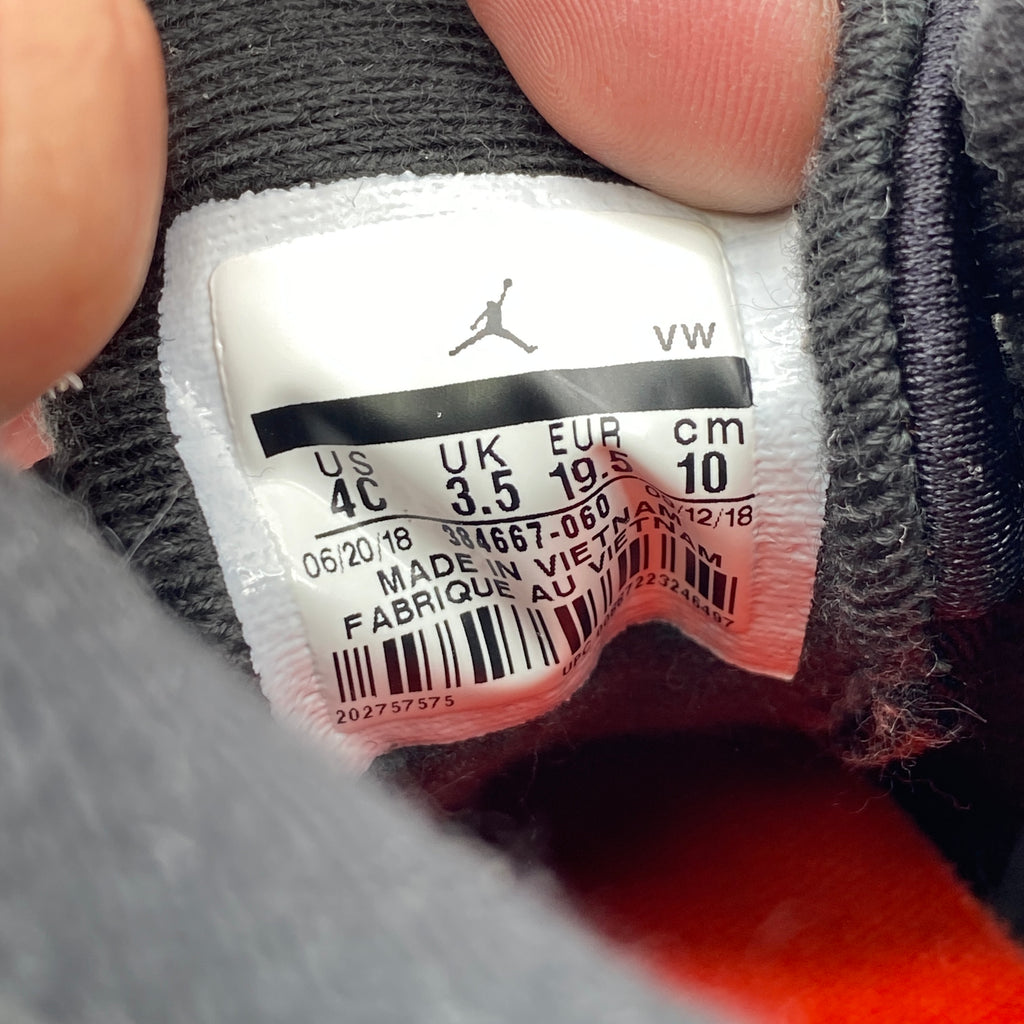 VW
US UK EUR cm
4C 3.5 19.5 10
06/20/18 384667-060 /12/18
MADE IN VIETNAM
FABRIQUE AU VIETNAM
202757575 UPC